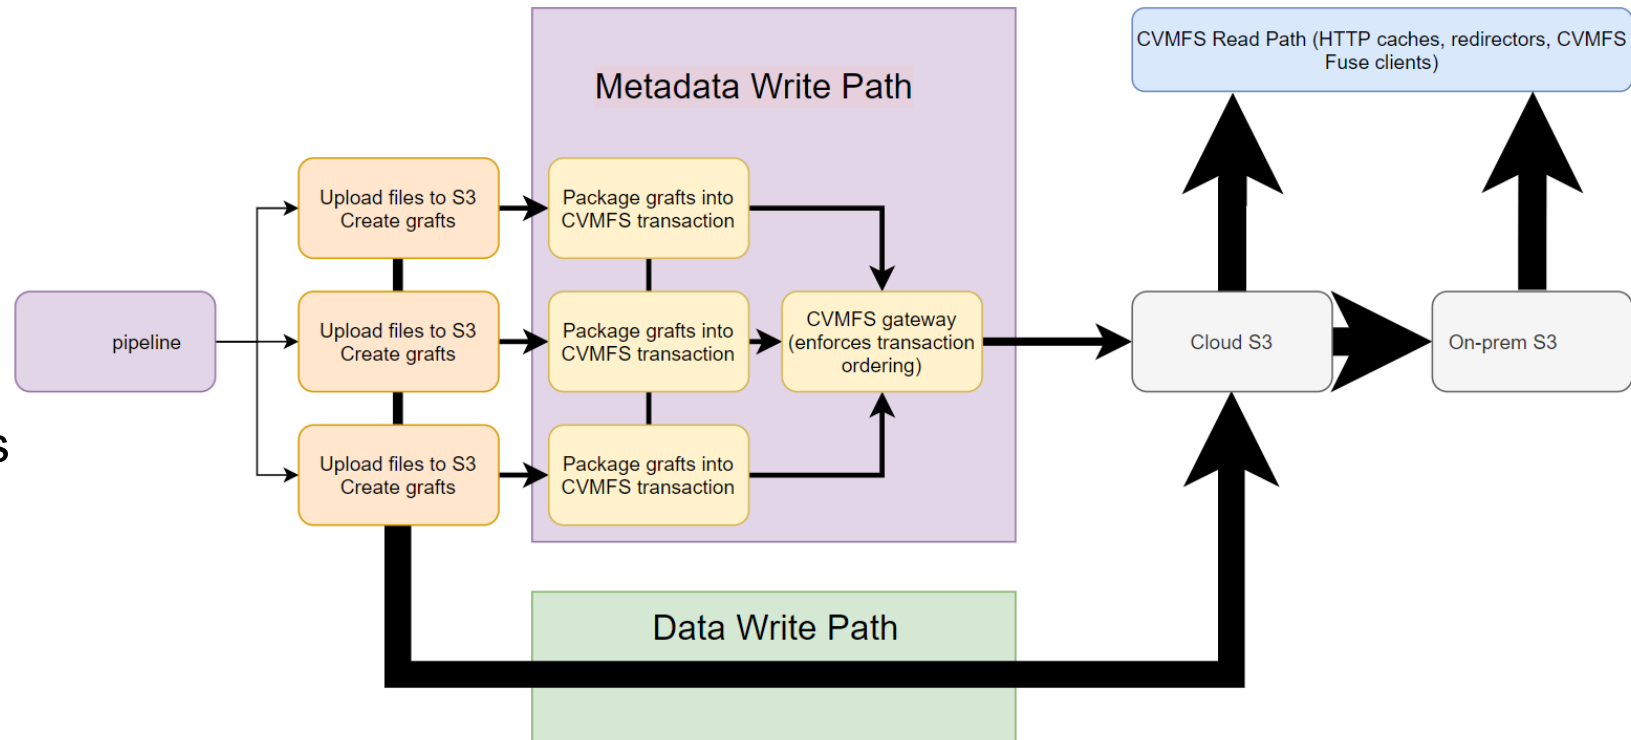 Metadata Write Path
CVMFS Read Path (HTTP caches, redirectors, CVMFS
Fuse clients)
Upload files to S3
Create grafts
Package grafts into
CVMFS transaction
pipeline
Upload files to S3
Create grafts
Package grafts into
CVMFS transaction
CVMFS gateway
(enforces transaction
ordering)
Cloud S3
On-prem S3
s
Upload files to S3
Create grafts
Package grafts into
CVMFS transaction
Data Write Path